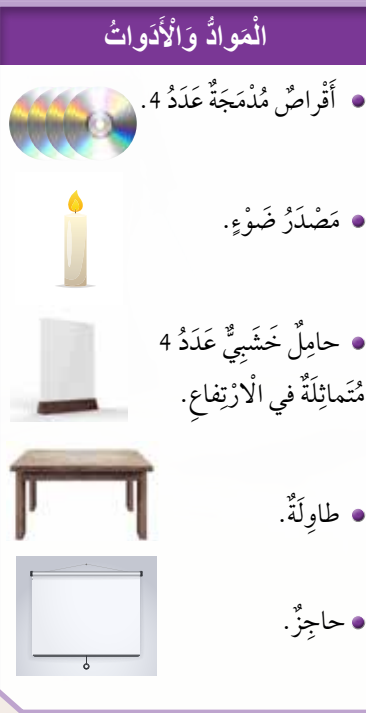 الْمَوادُّ وَالْأَدَواتُ
• أَقْراصٌ مُدْمَجَةٌ عَدَدُ 4.
• مَصْدَرُ ضَوْءٍ.
• حامِلٌ خَشَبِيٌّ عَدَدُ 4
مُتَماثِلَةٌ في الْارْتِفاعِ.
• طاوِلَةٌ.
• حاجِزٌ.